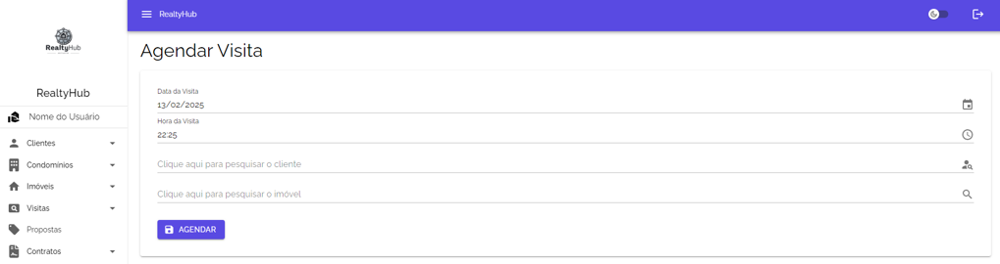 RealtyHub
RealtyHub
Nome do Usuário
Clientes
Condomínios
Imóveis
Visitas
Propostas
Contratos
RealtyHub
Agendar Visita
Data da Visita
13/02/2025
Hora da Visita
22:25
Clique aqui para pesquisar o cliente
Clique aqui para pesquisar o imóvel
AGENDAR